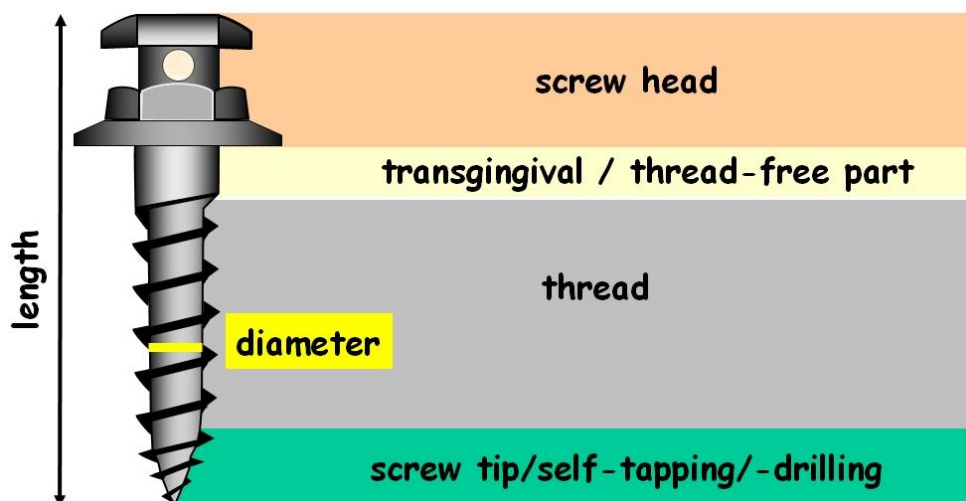 screw head
transgingival / thread-free part
length
thread
diameter
screw tip/self-tapping/-drilling